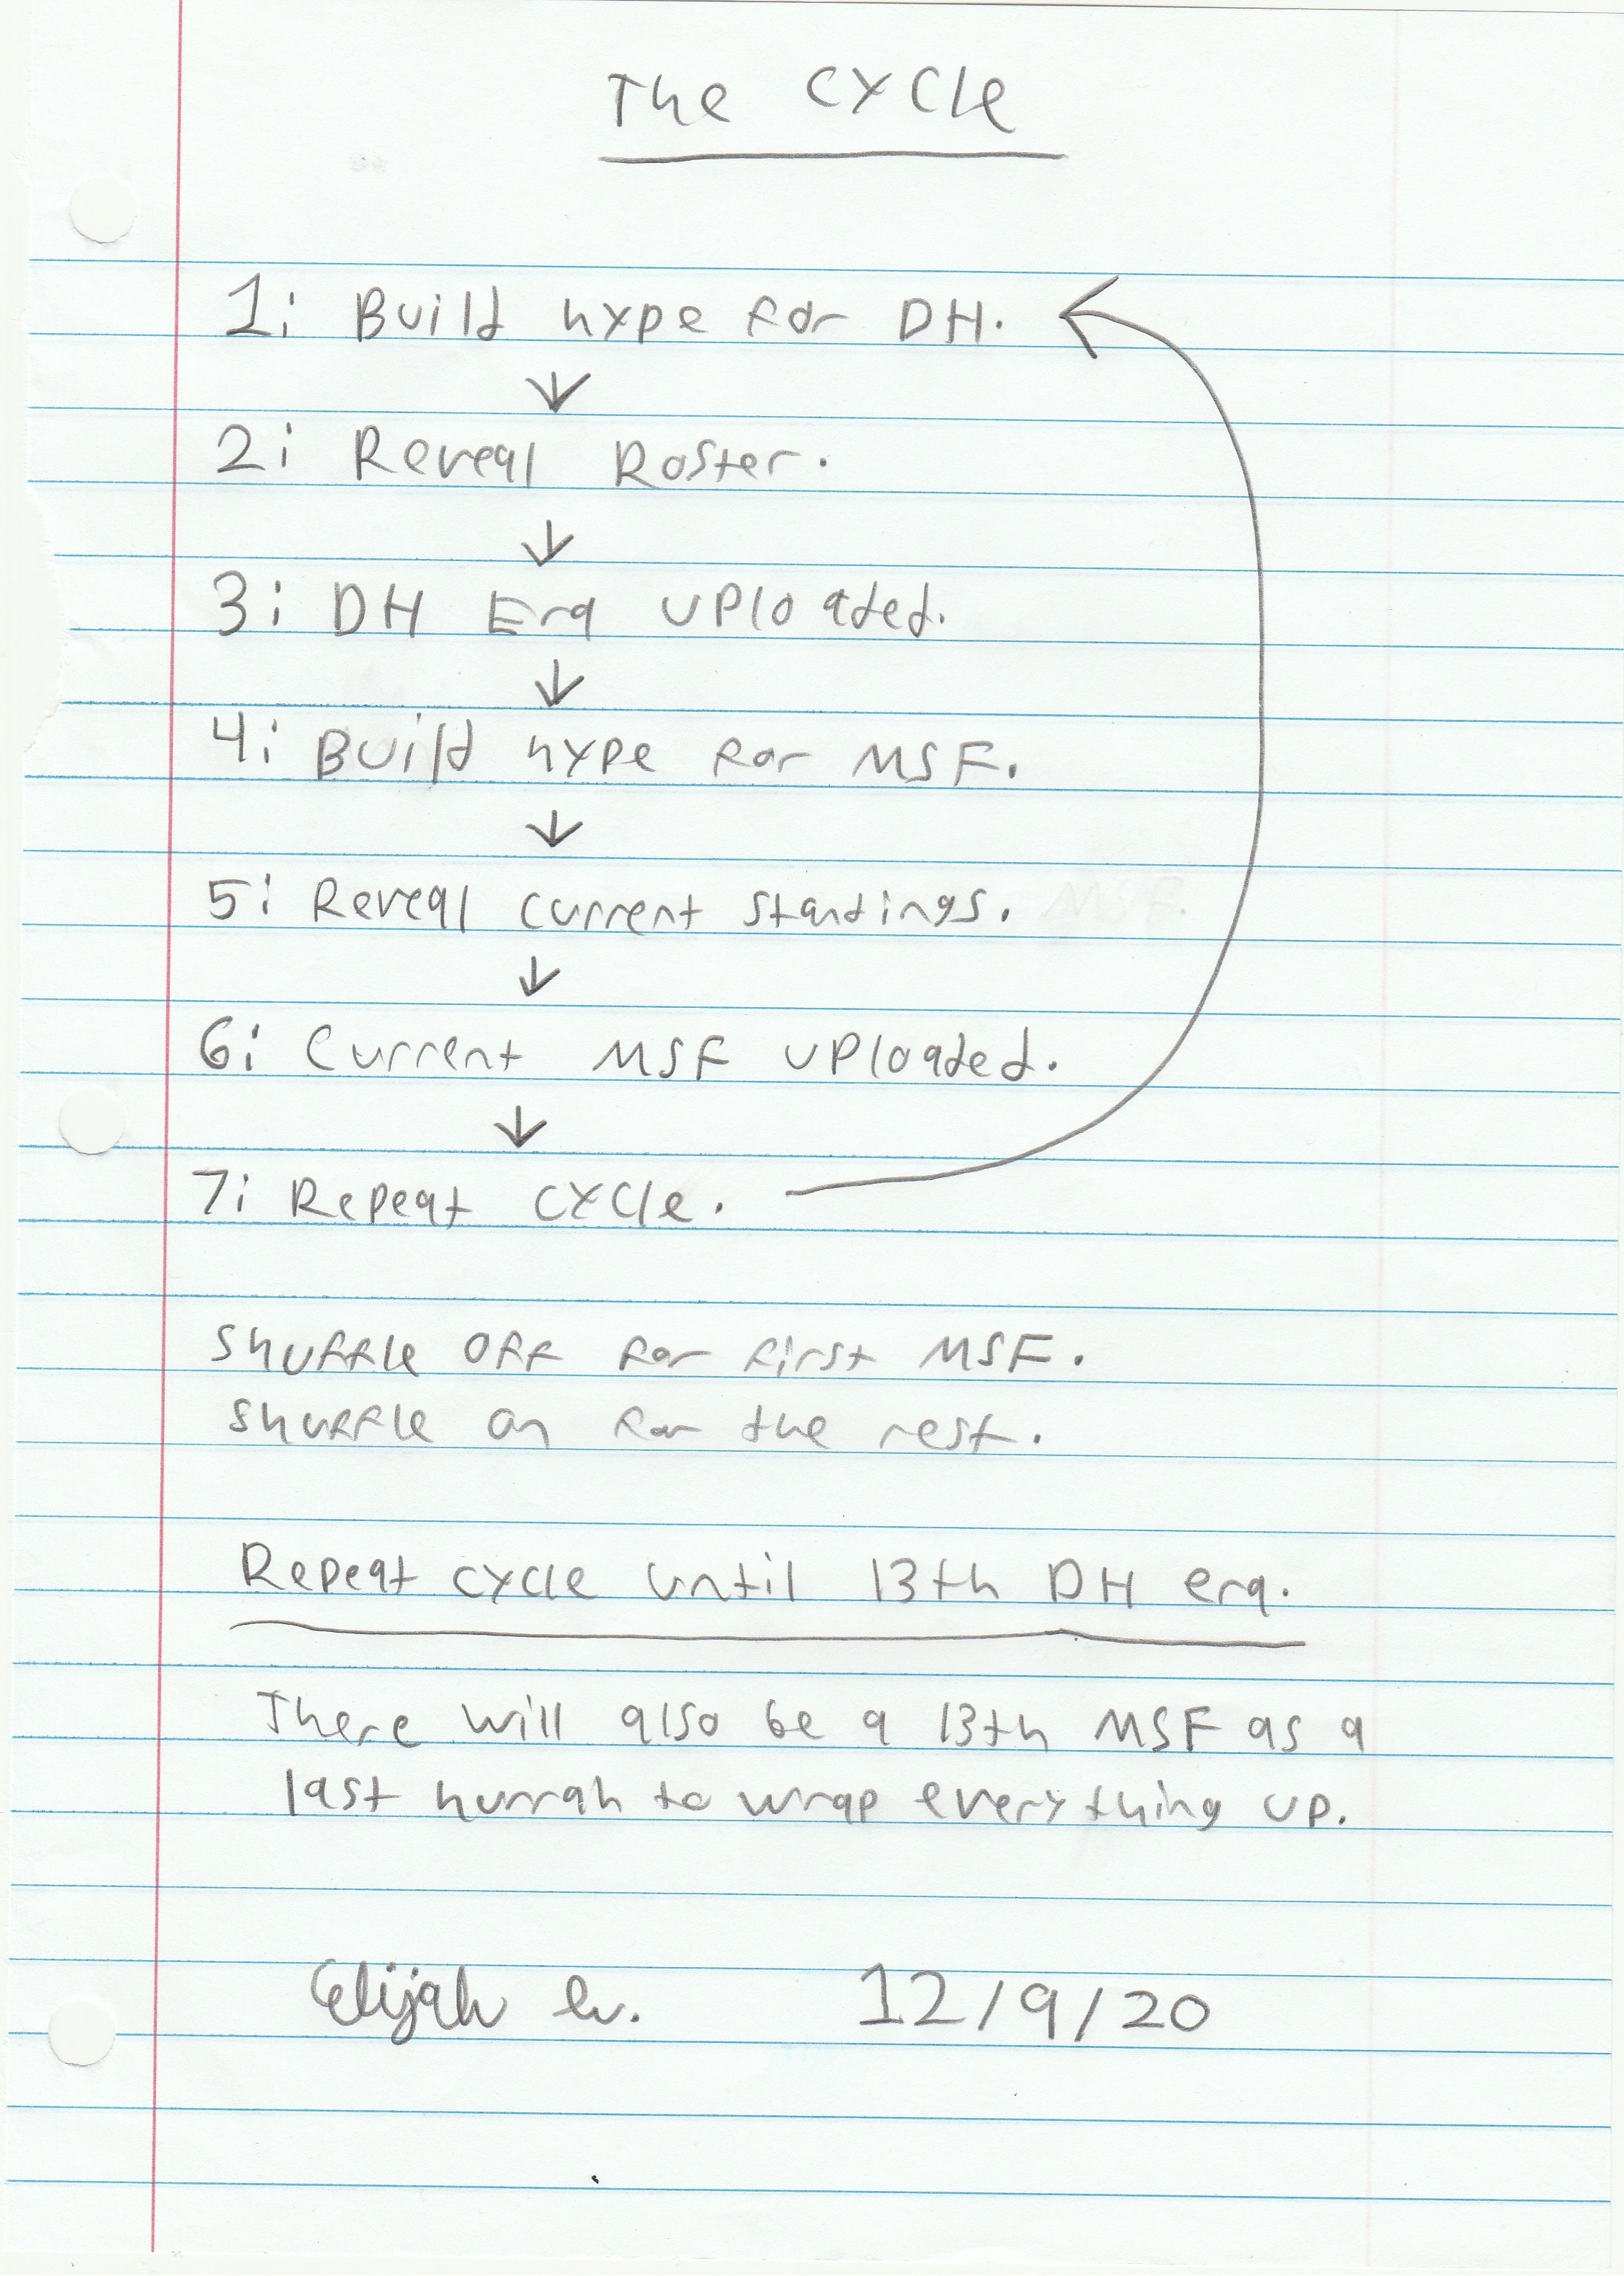 The Cycle
1: Build hype for DH.
2: Reveal Roster.
3: DH Era uploaded.
4: Build hype for MSF.
5: Reveal current standings. MSF.
6: Current MSF uploaded.
7: Repeat cycle.
Shuffle off for first MSF.
Shuffle on for the rest.
Repeat cycle until 13th DH era.
There will also be a 13th MSF as a
last hurrah to wrap everything up.
Elijah 12/9/20